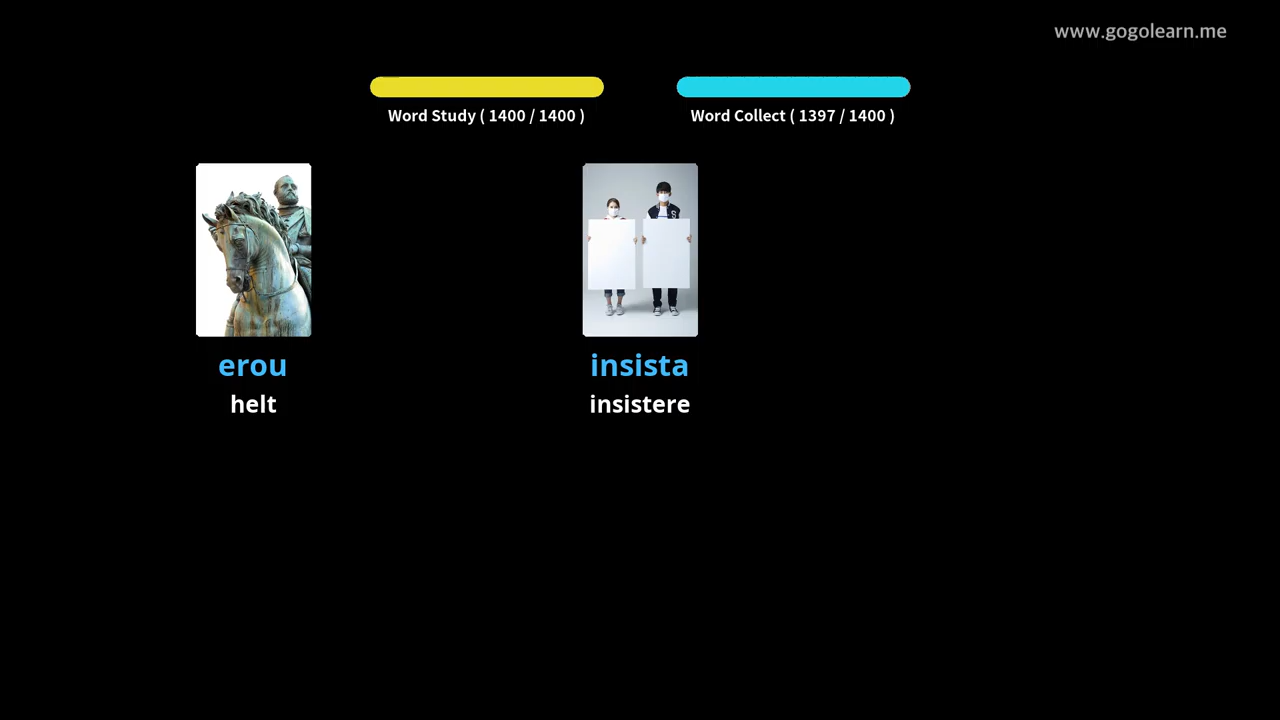 www.gogolearn.me
Word Study ( 1400 / 1400 )
Word Collect ( 1397 / 1400 )
erou
helt
insista
insistere